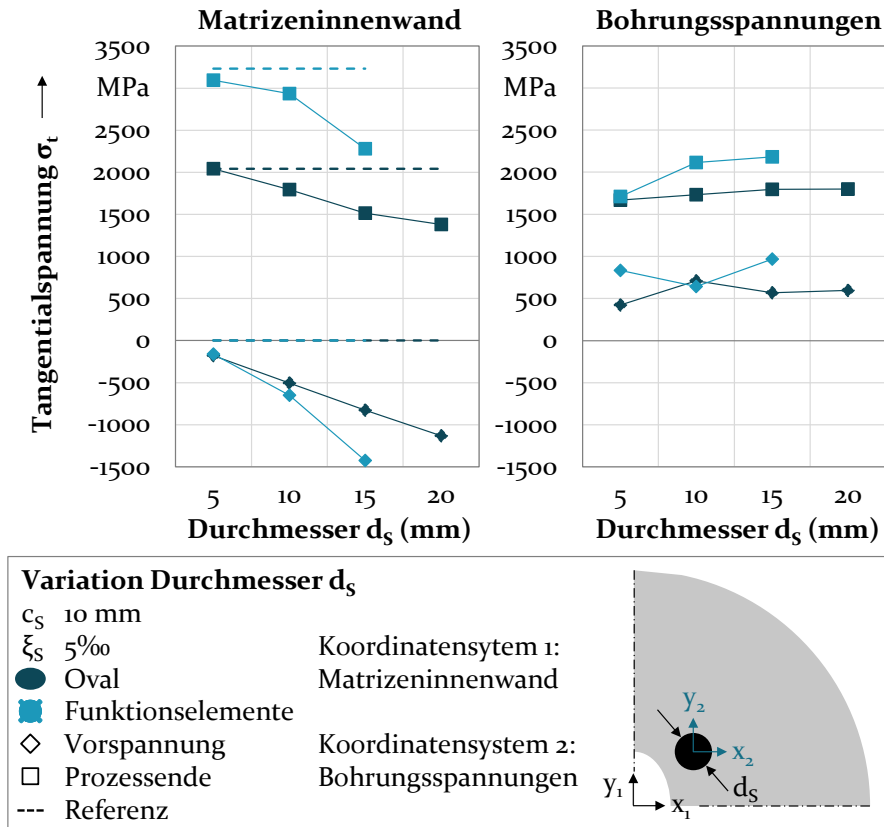 Matrizeninnenwand
Bohrungsspannungen
Tangentialspannung σt
3500
MPa
2500
2000
1500
1000
500
0
-500
-1000
-1500
5 10 15 20
Durchmesser dS (mm)
3500
MPa
2500
2000
1500
1000
500
0
-500
-1000
-1500
5 10 15 20
Durchmesser dS (mm)
Variation Durchmesser dS
cS 10 mm
ξS 5‰
Oval
Funktionselemente
Vorspannung
Prozessende
Referenz
Koordinatensytem 1:
Matrizeninnenwand
Koordinatensystem 2:
Bohrungsspannungen
y2
x2
dS
y1
x1